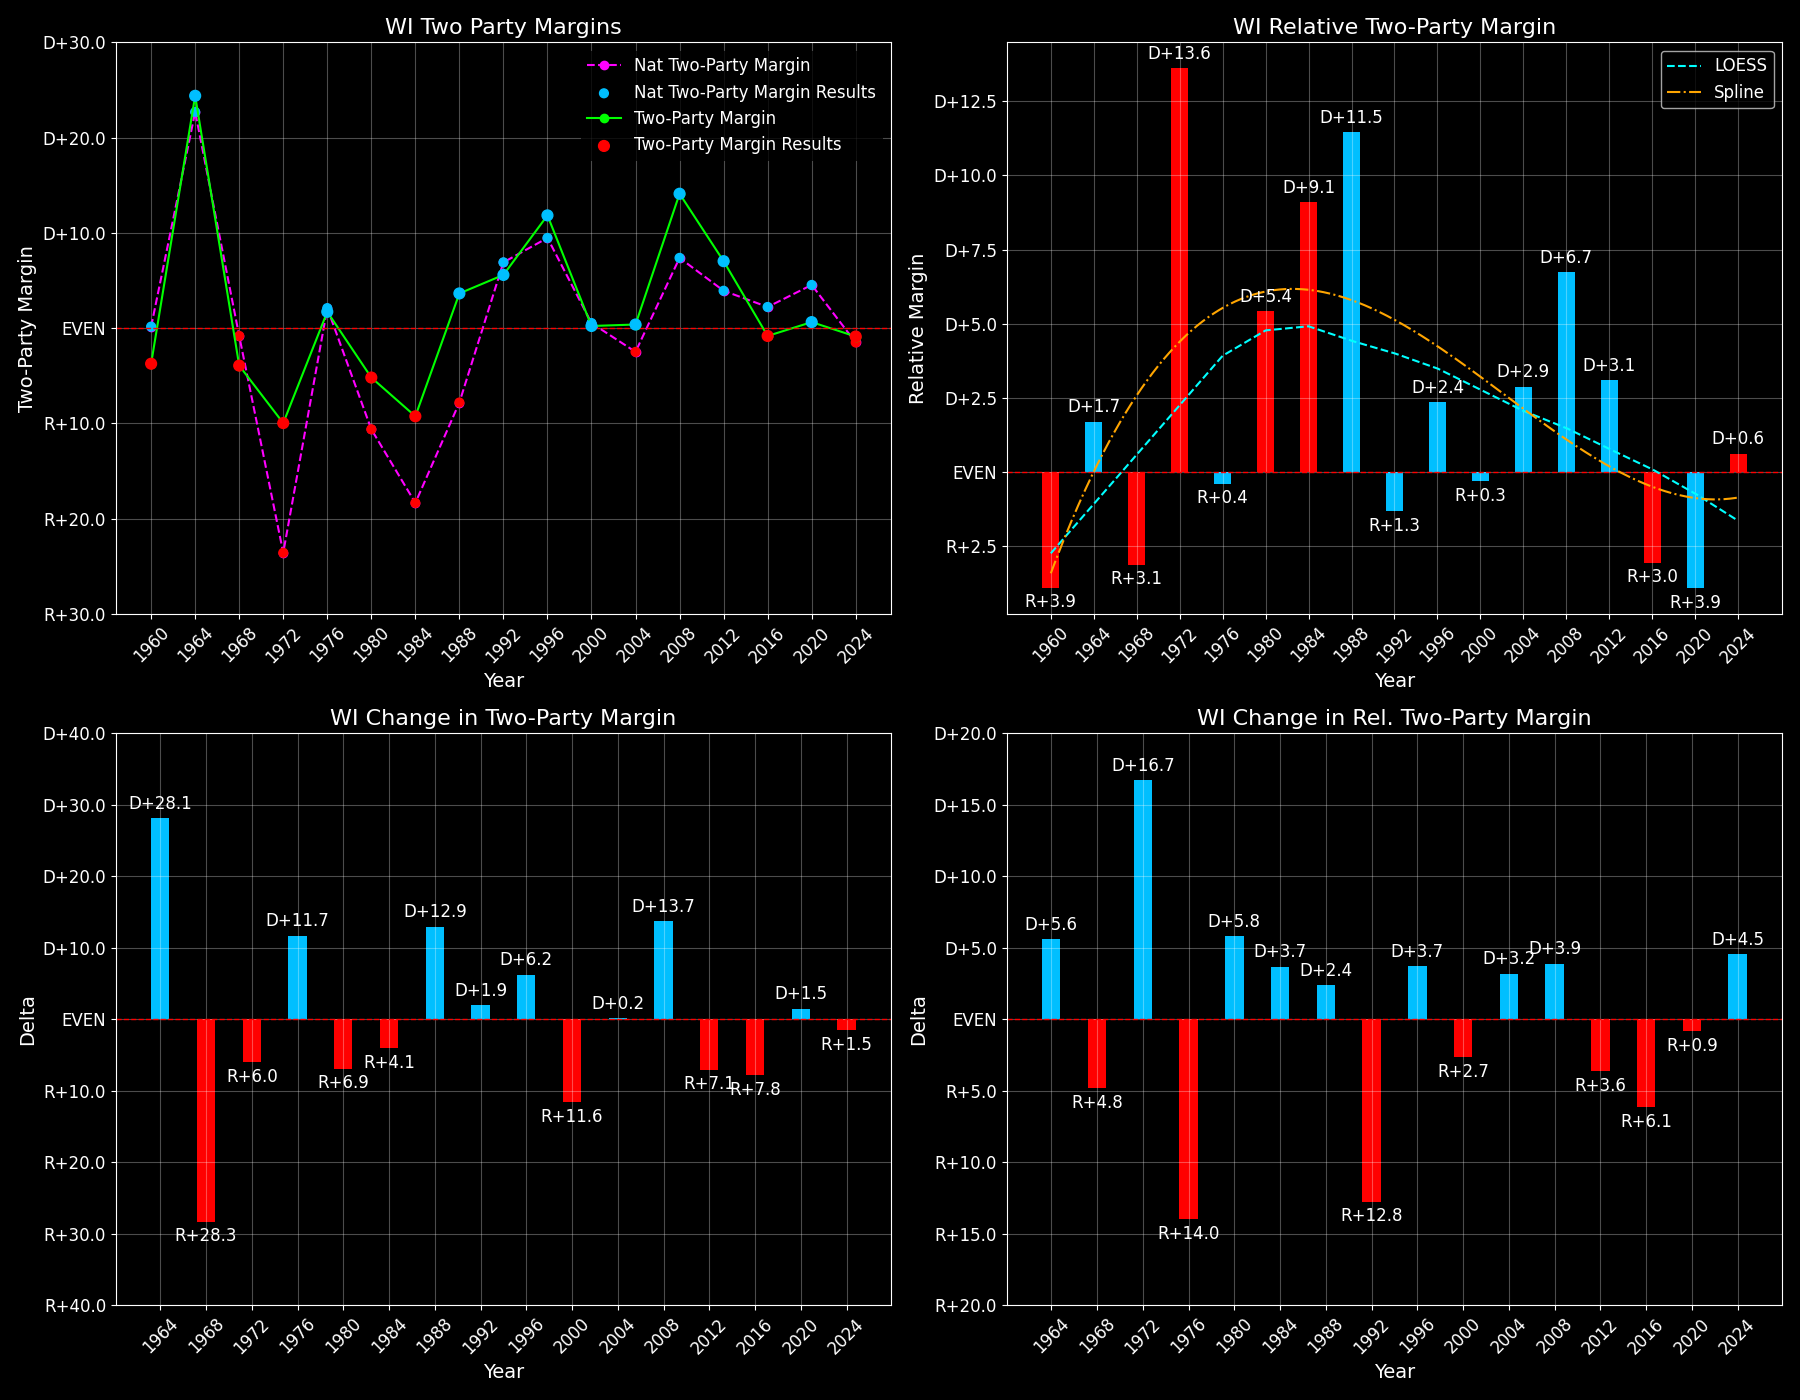 WI Two Party Margins
D+30.0
D+20.0
D+10.0
EVEN
R+10.0
R+20.0
R+30.0
Two-Party Margin
Nat Two-Party Margin
Nat Two-Party Margin Results
Two-Party Margin
Two-Party Margin Results
1960 1964 1968 1972 1976 1980 1984 1988 1992 1996 2000 2004 2008 2012 2016 2020 2024
Year
WI Relative Two-Party Margin
D+12.5
D+10.0
D+7.5
D+5.0
D+2.5
EVEN
R+2.5
Relative Margin
LOESS
Spline
R+3.9
D+1.7
R+3.1
D+13.6
R+0.4
D+5.4
D+9.1
D+11.5
R+1.3
D+2.4
R+0.3
D+2.9
D+6.7
D+3.1
R+3.0
R+3.9
D+0.6
1960 1964 1968 1972 1976 1980 1984 1988 1992 1996 2000 2004 2008 2012 2016 2020 2024
Year
WI Change in Two-Party Margin
D+40.0
D+30.0
D+20.0
D+10.0
EVEN
R+10.0
R+20.0
R+30.0
R+40.0
Delta
D+28.1
R+28.3
R+6.0
D+11.7
R+6.9
R+4.1
D+12.9
D+1.9
D+6.2
R+11.6
D+0.2
D+13.7
R+7.1
R+7.8
D+1.5
R+1.5
1964 1968 1972 1976 1980 1984 1988 1992 1996 2000 2004 2008 2012 2016 2020 2024
Year
WI Change in Rel. Two-Party Margin
D+20.0
D+15.0
D+10.0
D+5.0
EVEN
R+5.0
R+10.0
R+15.0
R+20.0
Delta
D+5.6
R+4.8
D+16.7
R+14.0
D+5.8
D+3.7
D+2.4
R+12.8
D+3.7
R+2.7
D+3.2
D+3.9
R+3.6
R+6.1
R+0.9
D+4.5
1964 1968 1972 1976 1980 1984 1988 1992 1996 2000 2004 2008 2012 2016 2020 2024
Year